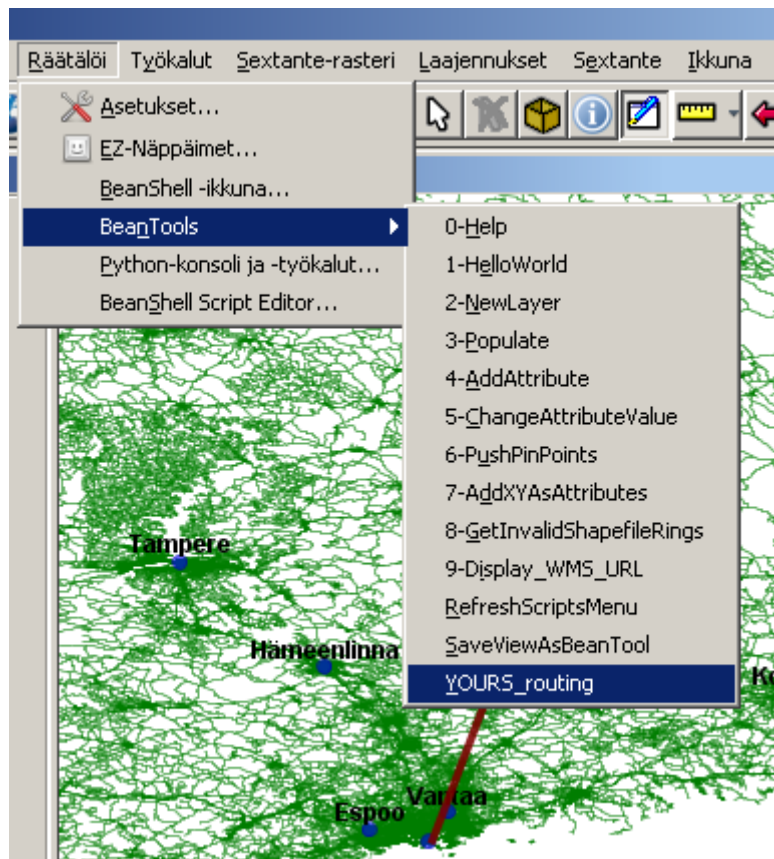 Räätälöi Työkalut Sextante-rasteri Laajennukset Sextante Ikkuna
Asetukset...
EZ-Näppäimet...
BeanShell -ikkuna...
BeanTools
Python-konsoli ja -työkalut...
BeanShell Script Editor...
0-Help
1-HelloWorld
2-NewLayer
3-Populate
4-AddAttribute
5-ChangeAttributeValue
6-PushPinPoints
7-AddXYAsAttributes
8-GetInvalidShapefileRings
9-Display_WMS_URL
RefreshScriptsMenu
SaveViewAsBeanTool
YOURS_routing
Tampere
Hämeenlinna
Vantaa
Espoo